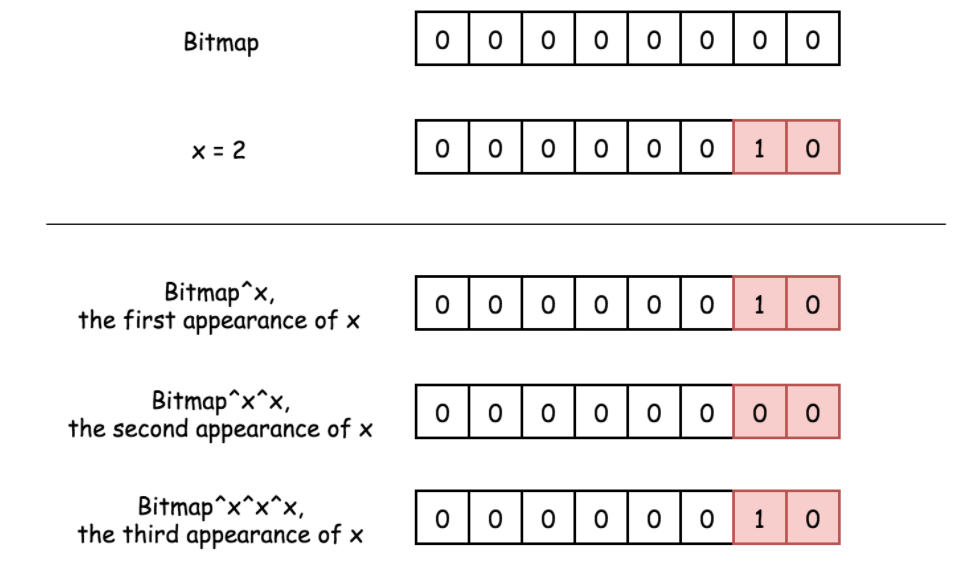 Bitmap 0 0 0 0 0 0 0 0
x = 2 0 0 0 0 0 0 1 0
Bitmap^x,
the first appearance of x 0 0 0 0 0 0 1 0
Bitmap^x^x,
the second appearance of x 0 0 0 0 0 0 0 0
Bitmap^x^x^x,
the third appearance of x 0 0 0 0 0 0 1 0